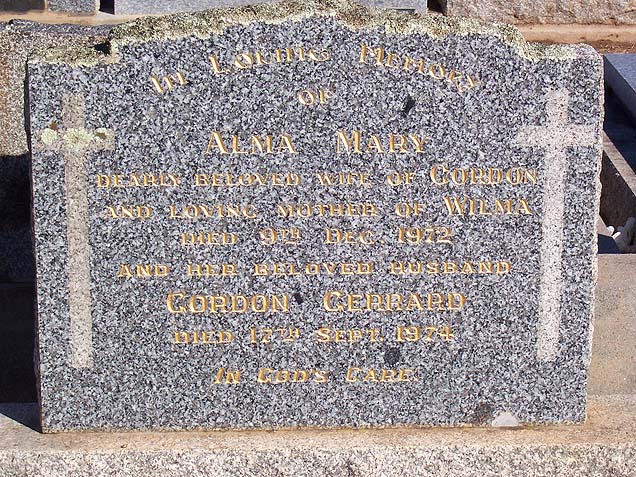 In Loving Memory
of
Alma Mary
dearly beloved wife of Gordon
and loving mother of Wilma
died 9th Dec. 1972
and her beloved husband
Gordon Gerrard
died 17th Sept. 1974
In God's Care.